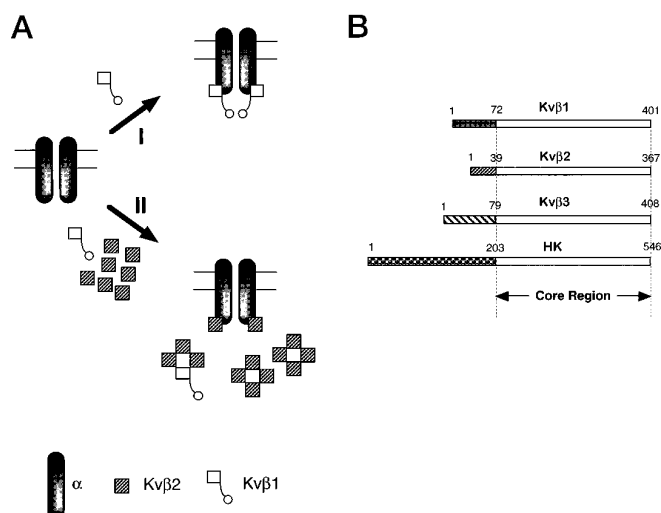 A
I
II
α
Kvβ2
Kvβ1
B
Kvβ1
1 72 401
Kvβ2
1 39 367
Kvβ3
1 79 408
HK
1 203 546
Core Region